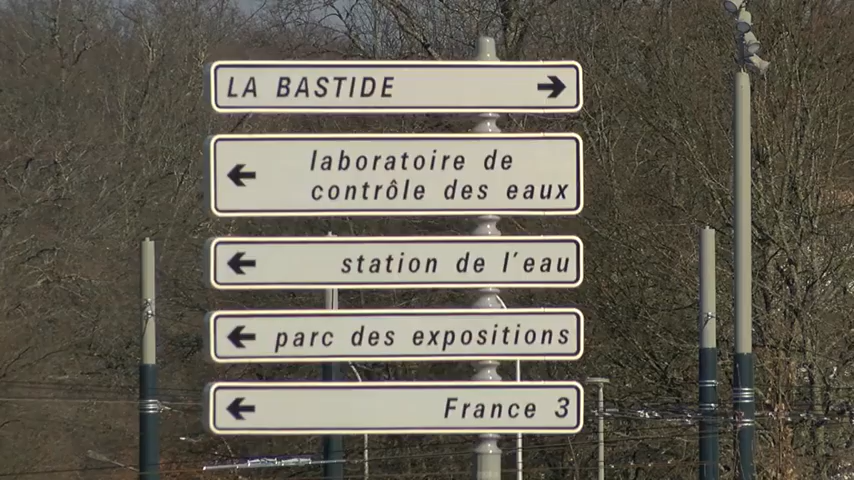 LA BASTIDE
laboratoire de
contrôle des eaux
station de l'eau
parc des expositions
France 3